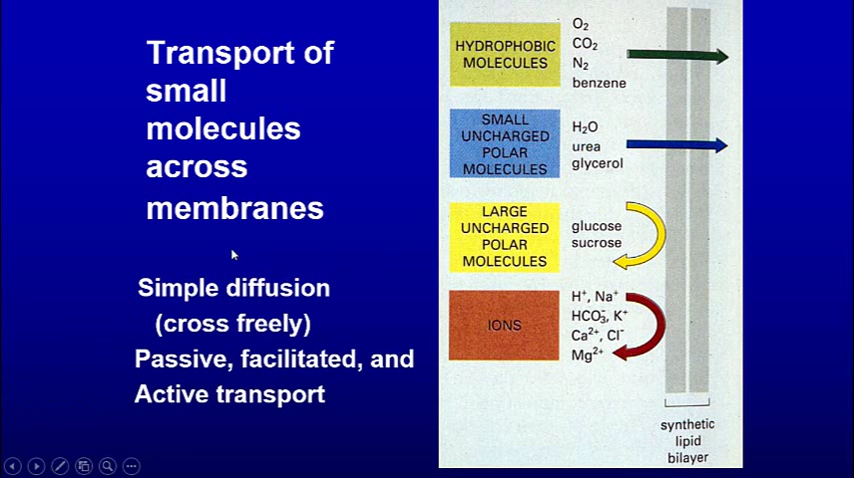 Transport of
small
molecules
across
membranes
Simple diffusion
(cross freely)
Passive, facilitated, and
Active transport
HYDROPHOBIC
MOLECULES
O₂
CO₂
N₂
benzene
SMALL
UNCHARGED
POLAR
MOLECULES
H₂O
urea
glycerol
LARGE
UNCHARGED
POLAR
MOLECULES
glucose
sucrose
IONS
H⁺, Na⁺
HCO₃⁻, K⁺
Ca²⁺, Cl⁻
Mg²⁺
synthetic
lipid
bilayer